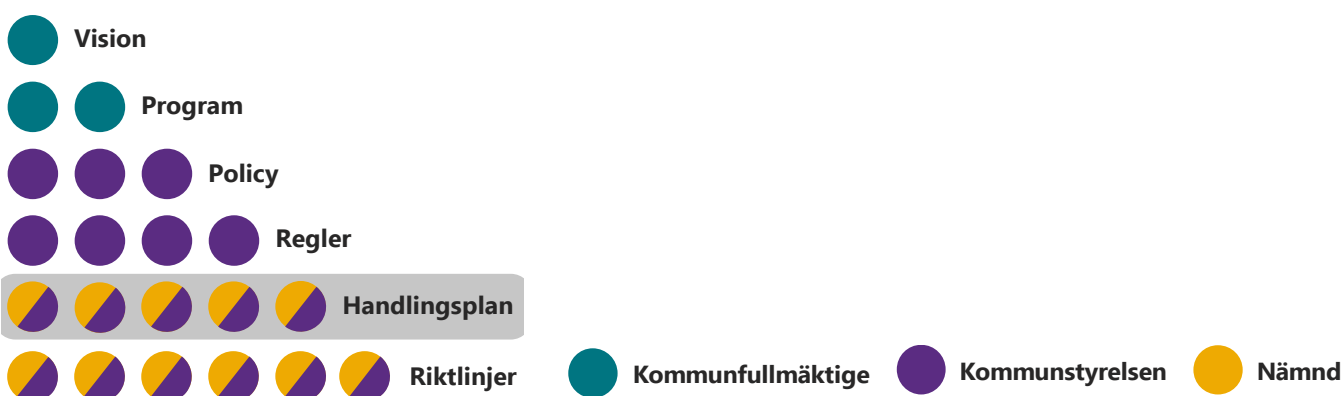 Vision
Program
Policy
Regler
Handlingsplan
Riktlinjer
Kommunfullmäktige
Kommunstyrelsen
Nämnd